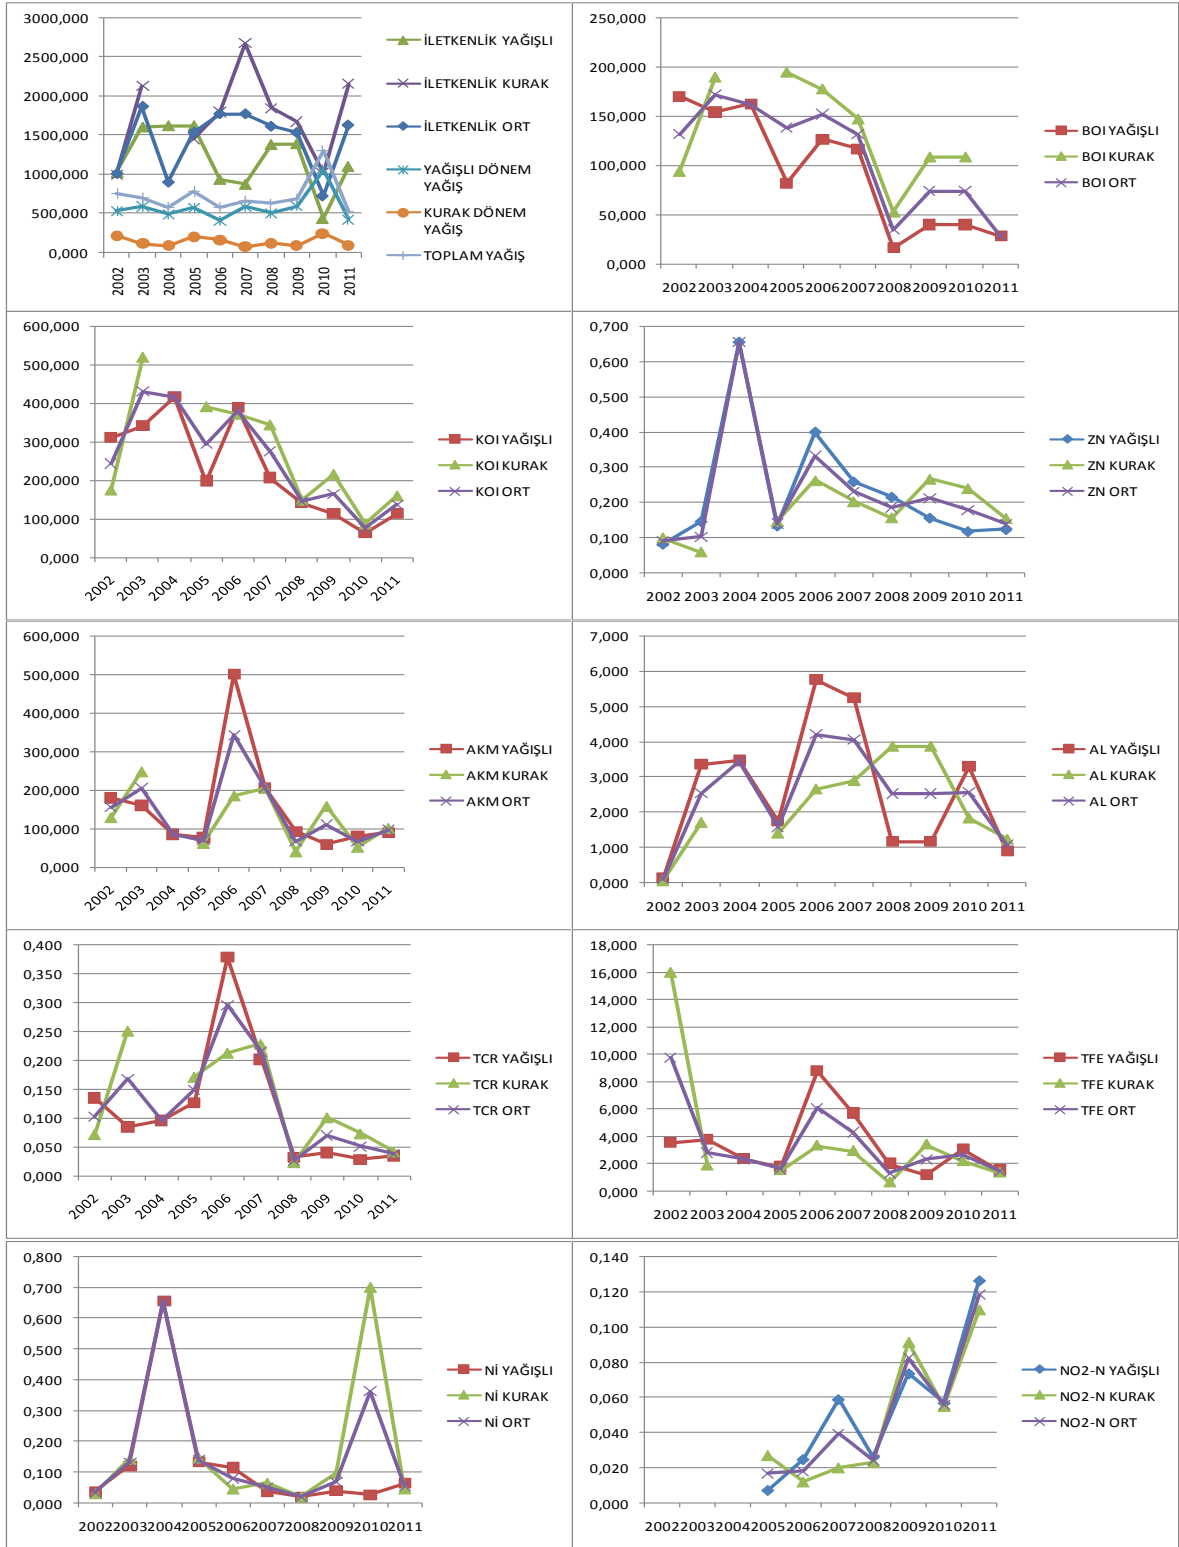 3000,000
2500,000
2000,000
1500,000
1000,000
500,000
0,000
2002
2003
2004
2005
2006
2007
2008
2009
2010
2011
İLETKENLİK YAĞIŞLI
İLETKENLİK KURAK
İLETKENLİK ORT
YAĞIŞLI DÖNEM
YAĞIŞ
KURAK DÖNEM
YAĞIŞ
TOPLAM YAĞIŞ
250,000
200,000
150,000
100,000
50,000
0,000
2002 2003 2004 2005 2006 2007 2008 2009 2010 2011
BOI YAĞIŞLI
BOI KURAK
BOI ORT
600,000
500,000
400,000
300,000
200,000
100,000
0,000
2002
2003
2004
2005
2006
2007
2008
2009
2010
2011
KOI YAĞIŞLI
KOI KURAK
KOI ORT
0,700
0,600
0,500
0,400
0,300
0,200
0,100
0,000
2002 2003 2004 2005 2006 2007 2008 2009 2010 2011
ZN YAĞIŞLI
ZN KURAK
ZN ORT
600,000
500,000
400,000
300,000
200,000
100,000
0,000
2002
2003
2004
2005
2006
2007
2008
2009
2010
2011
AKM YAĞIŞLI
AKM KURAK
AKM ORT
7,000
6,000
5,000
4,000
3,000
2,000
1,000
0,000
2002 2003 2004 2005 2006 2007 2008 2009 2010 2011
AL YAĞIŞLI
AL KURAK
AL ORT
0,400
0,350
0,300
0,250
0,200
0,150
0,100
0,050
0,000
2002
2003
2004
2005
2006
2007
2008
2009
2010
2011
TCR YAĞIŞLI
TCR KURAK
TCR ORT
18,000
16,000
14,000
12,000
10,000
8,000
6,000
4,000
2,000
0,000
2002 2003 2004 2005 2006 2007 2008 2009 2010 2011
TFE YAĞIŞLI
TFE KURAK
TFE ORT
0,800
0,700
0,600
0,500
0,400
0,300
0,200
0,100
0,000
2002 2003 2004 2005 2006 2007 2008 2009 2010 2011
Nİ YAĞIŞLI
Nİ KURAK
Nİ ORT
0,140
0,120
0,100
0,080
0,060
0,040
0,020
0,000
2002 2003 2004 2005 2006 2007 2008 2009 2010 2011
NO2-N YAĞIŞLI
NO2-N KURAK
NO2-N ORT